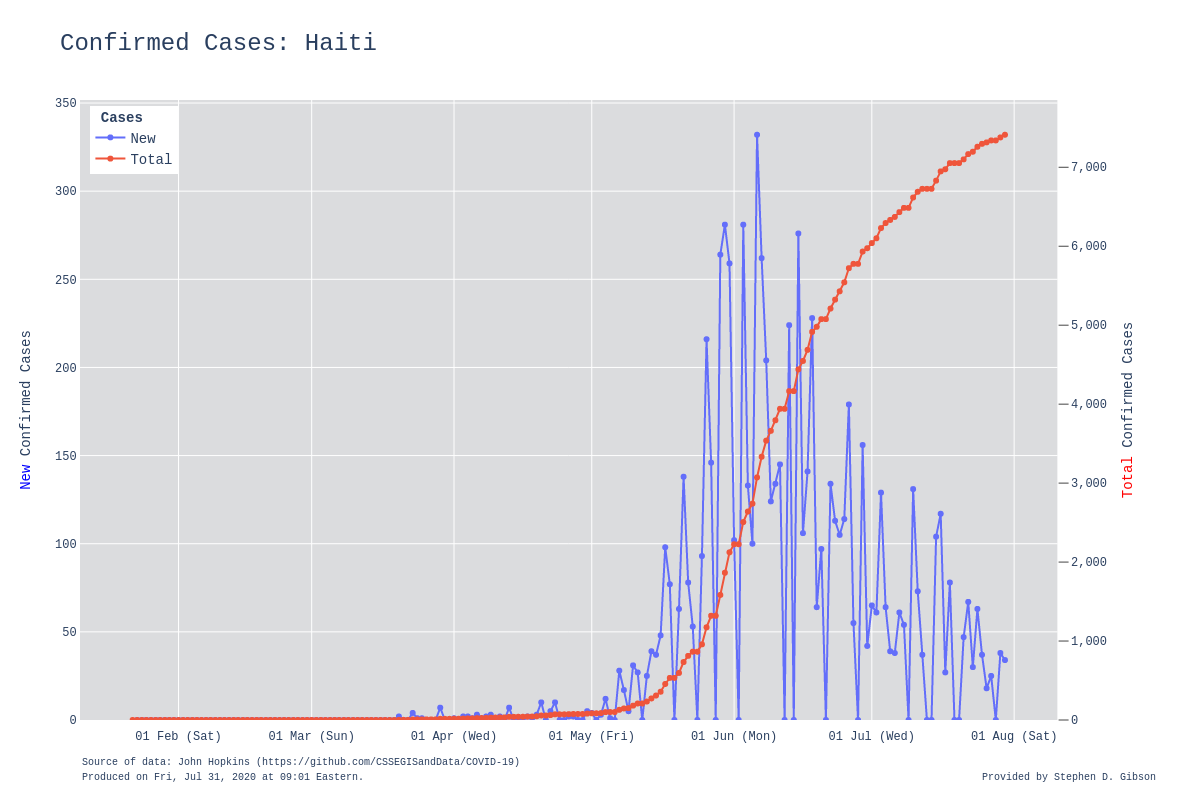 Confirmed Cases: Haiti
Cases
New
Total
350
300
250
200
150
100
50
0
New Confirmed Cases
7,000
6,000
5,000
4,000
3,000
2,000
1,000
0
Total Confirmed Cases
01 Feb (Sat)
01 Mar (Sun)
01 Apr (Wed)
01 May (Fri)
01 Jun (Mon)
01 Jul (Wed)
01 Aug (Sat)
Source of data: John Hopkins (https://github.com/CSSEGISandData/COVID-19)
Produced on Fri, Jul 31, 2020 at 09:01 Eastern.
Provided by Stephen D. Gibson